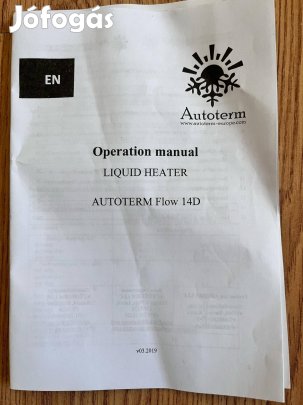 Jófogás
EN
Autoterm
www.autoterm-europe.com
Operation manual
LIQUID HEATER
AUTOTERM Flow 14D
v03.2019